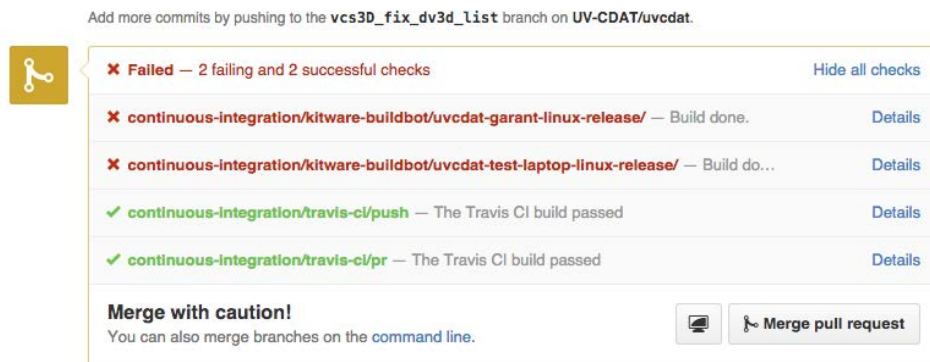 Add more commits by pushing to the vcs3D_fix_dv3d_list branch on UV-CDAT/uvcdat.
Failed — 2 failing and 2 successful checks Hide all checks
continuous-integration/kitware-buildbot/uvcdat-garant-linux-release/ — Build done. Details
continuous-integration/kitware-buildbot/uvcdat-test-laptop-linux-release/ — Build do... Details
continuous-integration/travis-ci/push — The Travis CI build passed Details
continuous-integration/travis-ci/pr — The Travis CI build passed Details
Merge with caution!
You can also merge branches on the command line.
Merge pull request